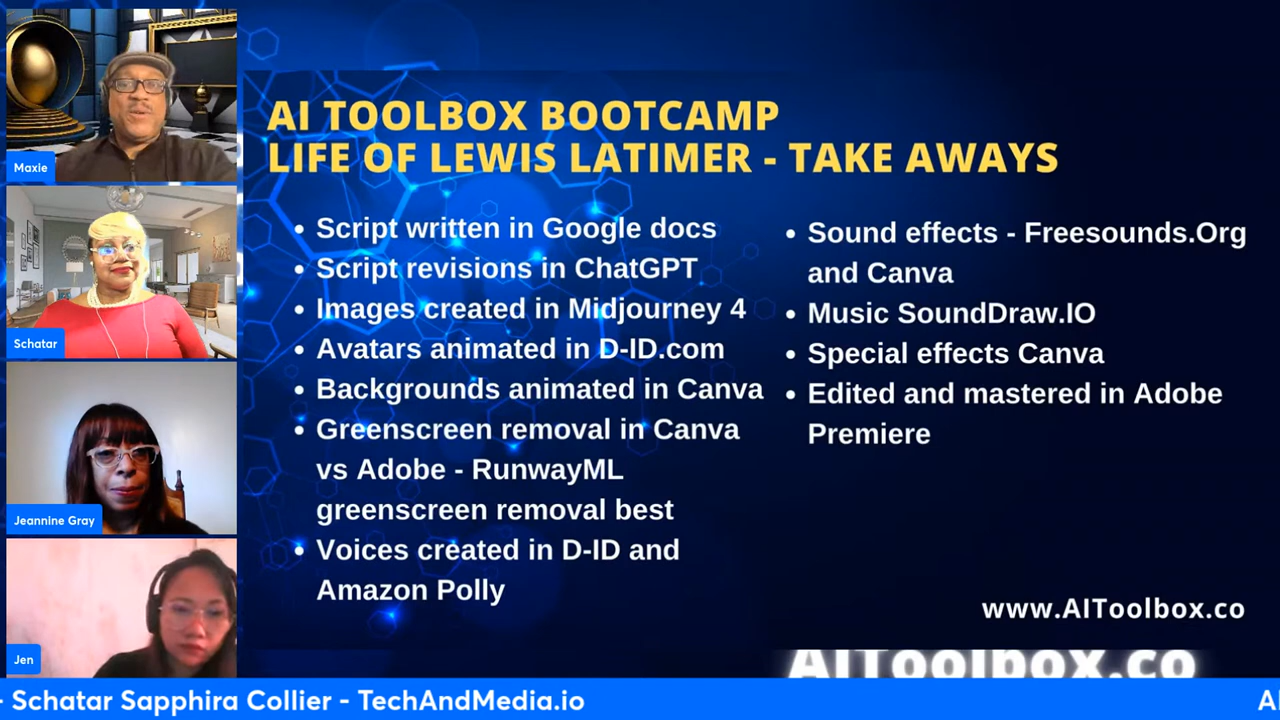 Maxie
Schatar
Jeannine Gray
Jen
AI TOOLBOX BOOTCAMP
LIFE OF LEWIS LATIMER - TAKE AWAYS
• Script written in Google docs
• Script revisions in ChatGPT
• Images created in Midjourney 4
• Avatars animated in D-ID.com
• Backgrounds animated in Canva
• Greenscreen removal in Canva
vs Adobe - RunwayML
greenscreen removal best
• Voices created in D-ID and
Amazon Polly
• Sound effects - Freesounds.Org
and Canva
• Music SoundDraw.IO
• Special effects Canva
• Edited and mastered in Adobe
Premiere
www.AIToolbox.co
AIToolbox.co
- Schatar Sapphira Collier - TechAndMedia.io